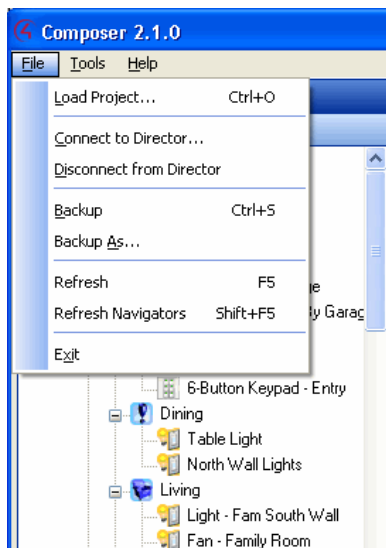 Composer 2.1.0
File Tools Help
Load Project... Ctrl+O
Connect to Director...
Disconnect from Director
Backup Ctrl+S
Backup As...
Refresh F5
Refresh Navigators Shift+F5
Exit
6-Button Keypad - Entry
Dining
Table Light
North Wall Lights
Living
Light - Fam South Wall
Fan - Family Room